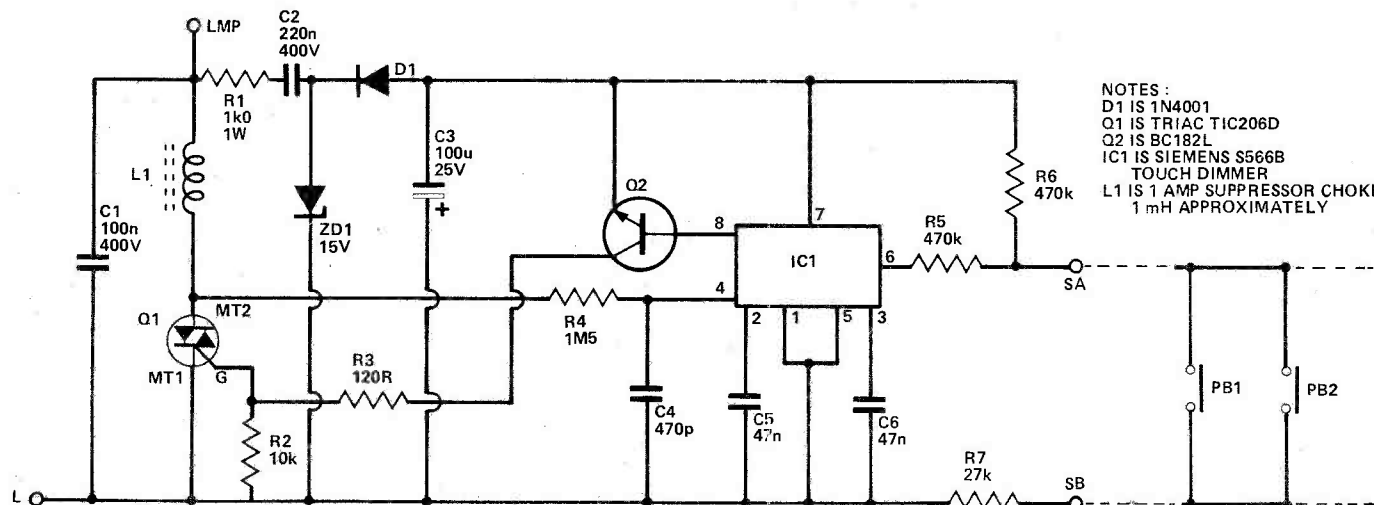 LMP
C2
220n
400V
R1
1k0
1W
D1
C3
100u
25V
+
L1
C1
100n
400V
ZD1
15V
Q2
8
7
IC1
6
4
2
1
5
3
R5
470k
R6
470k
SA
NOTES :
D1 IS 1N4001
Q1 IS TRIAC TIC206D
Q2 IS BC182L
IC1 IS SIEMENS S566B
TOUCH DIMMER
L1 IS 1 AMP SUPPRESSOR CHOK
1 mH APPROXIMATELY
Q1
MT2
MT1
G
R4
1M5
R3
120R
R2
10k
C4
470p
C5
47n
C6
47n
R7
27k
SB
PB1
PB2
L